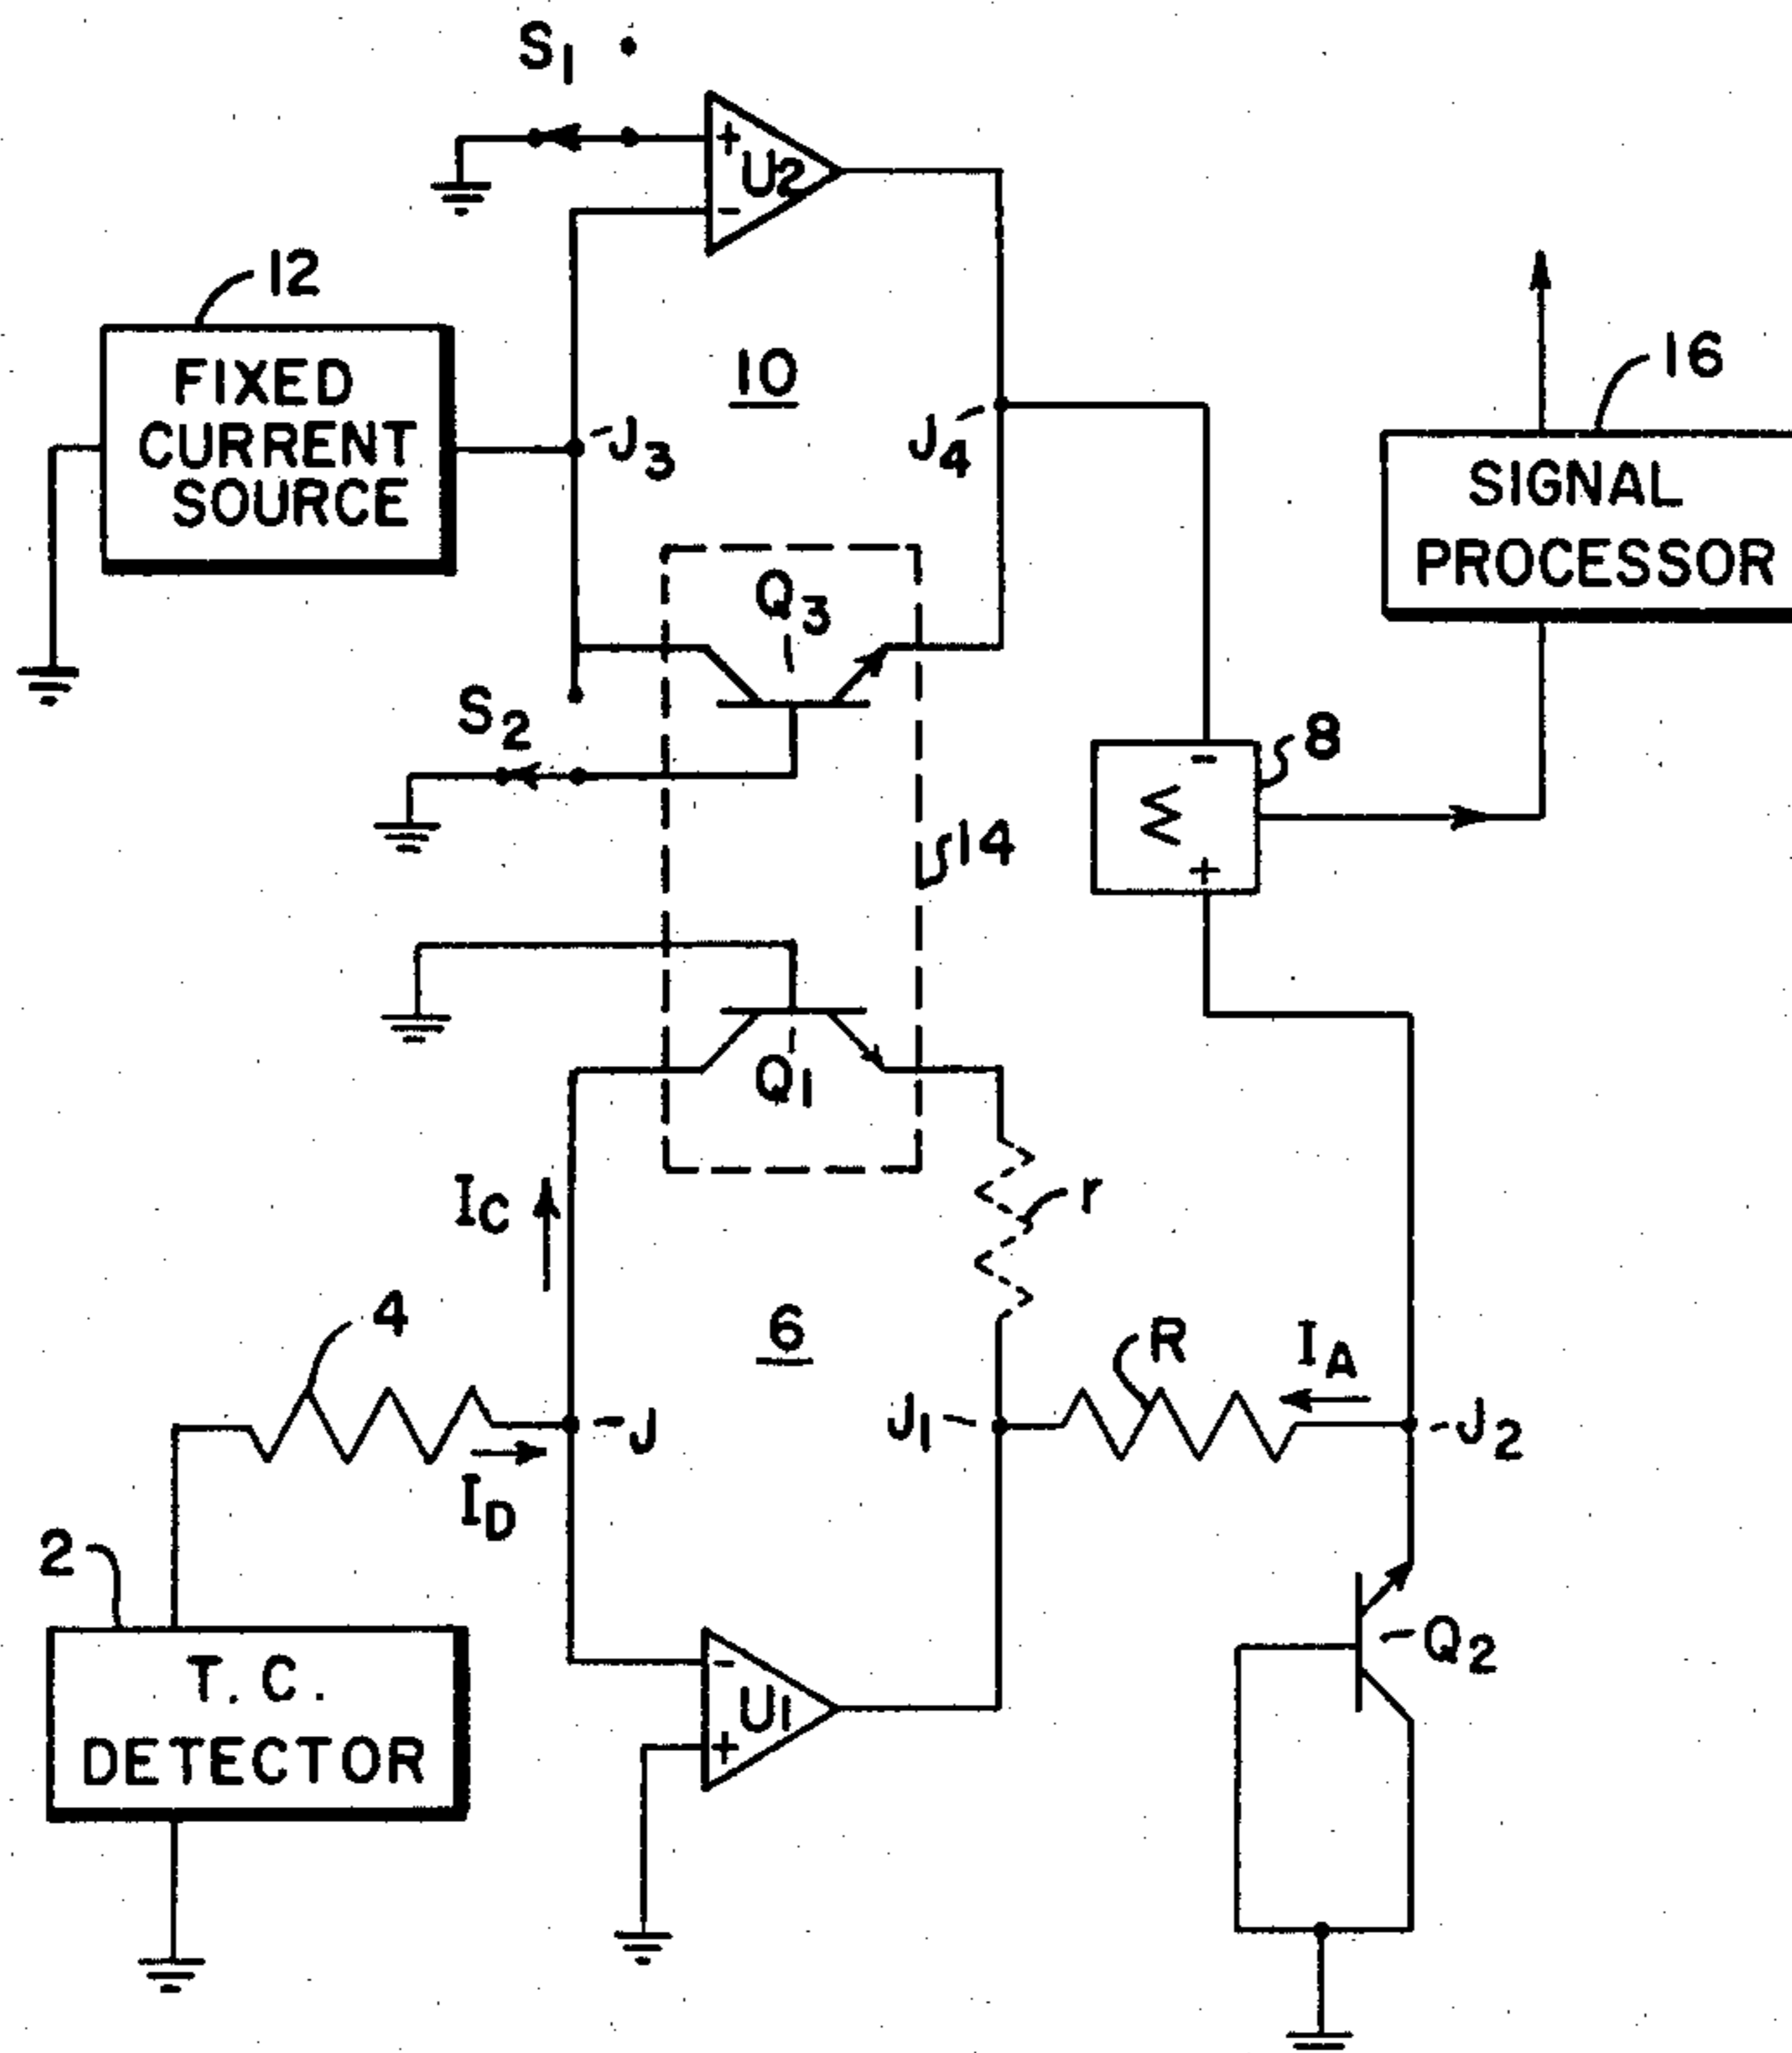 S1
+
U2
-
12
FIXED
CURRENT
SOURCE
10
J3
J4
16
SIGNAL
PROCESSOR
Q3
S2
-
8
Σ
+
14
Q1
IC
r
4
6
R
IA
J
J1
J2
ID
2
T.C.
DETECTOR
-
U1
+
Q2